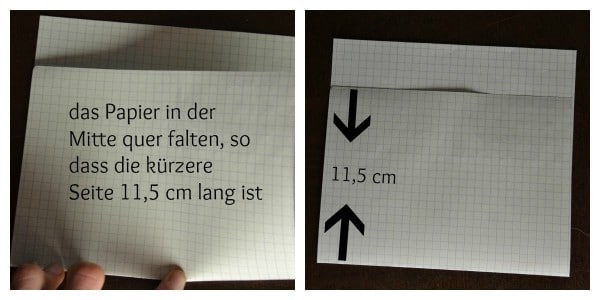 das Papier in der
Mitte quer falten, so
dass die kürzere
Seite 11,5 cm lang ist
11,5 cm